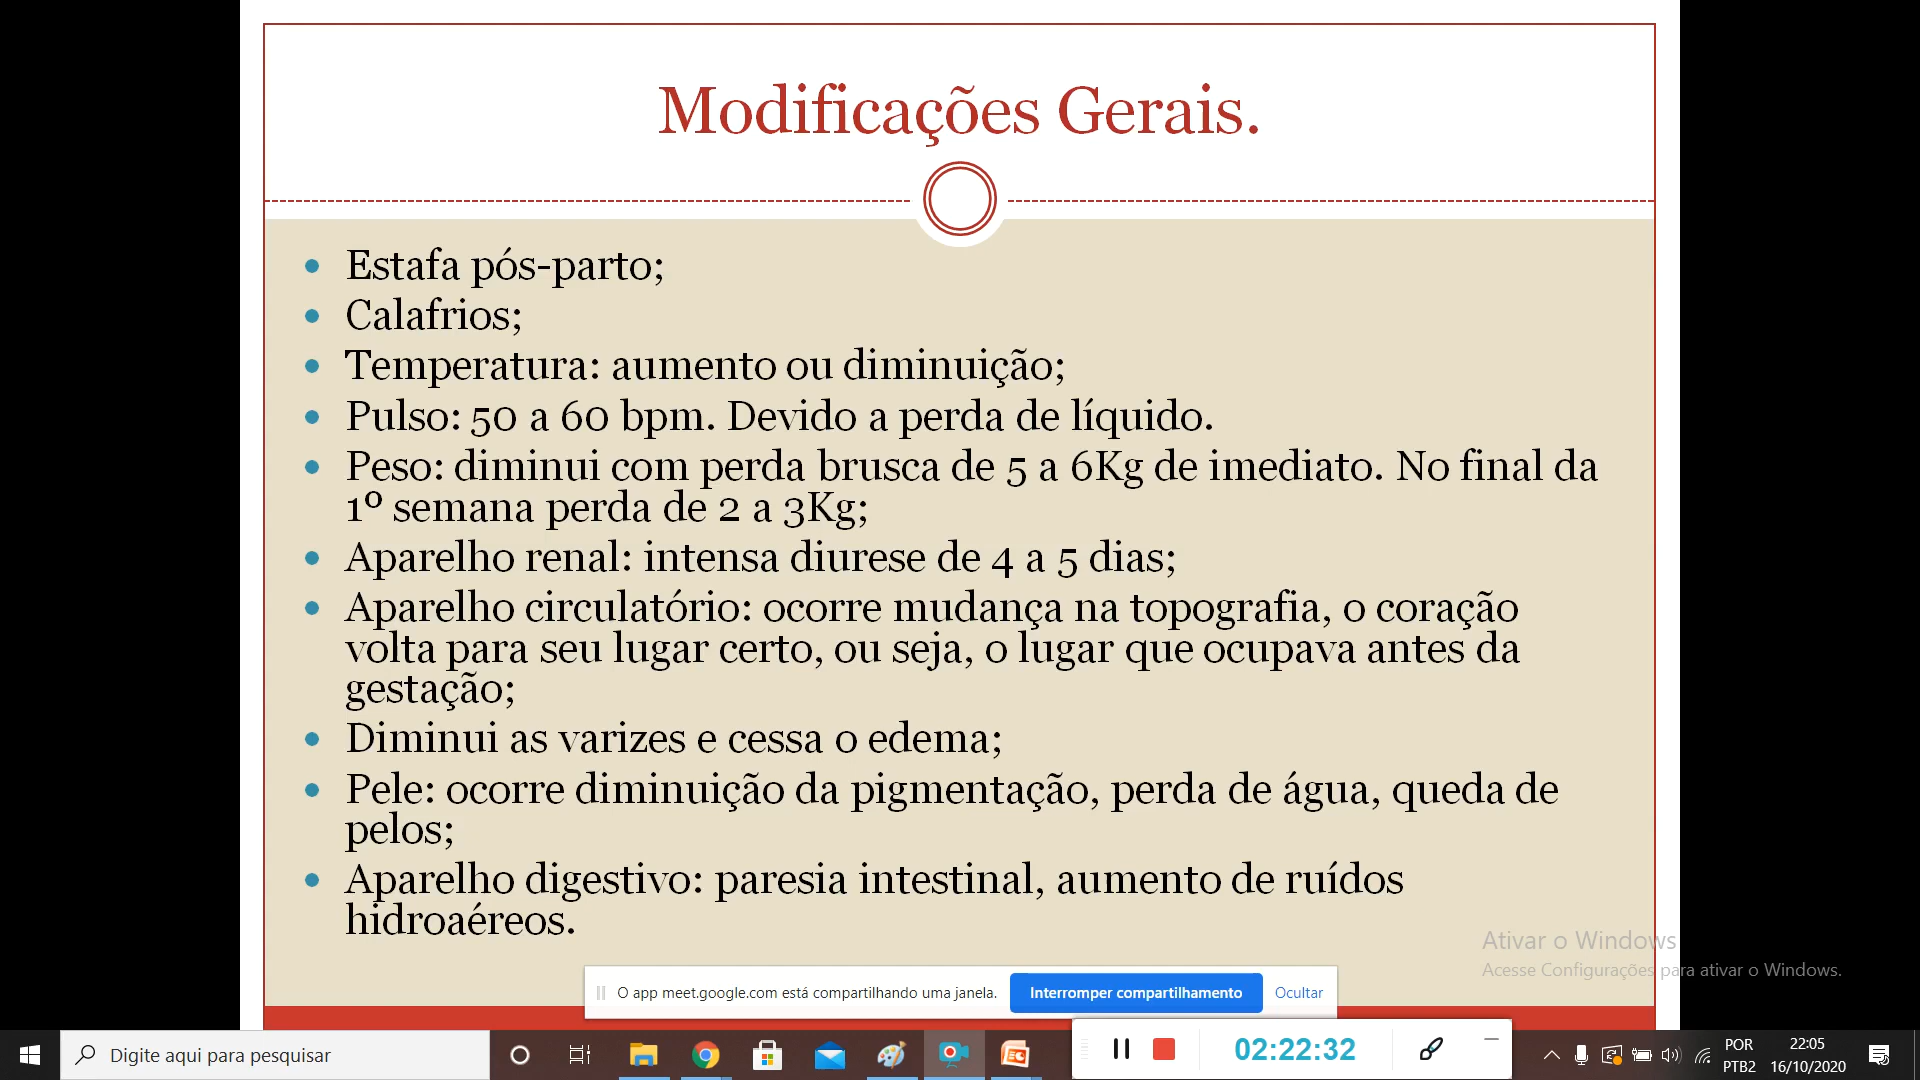 Modificações Gerais.
Estafa pós-parto;
Calafrios;
Temperatura: aumento ou diminuição;
Pulso: 50 a 60 bpm. Devido a perda de líquido.
Peso: diminui com perda brusca de 5 a 6Kg de imediato. No final da
1º semana perda de 2 a 3Kg;
Aparelho renal: intensa diurese de 4 a 5 dias;
Aparelho circulatório: ocorre mudança na topografia, o coração
volta para seu lugar certo, ou seja, o lugar que ocupava antes da
gestação;
Diminui as varizes e cessa o edema;
Pele: ocorre diminuição da pigmentação, perda de água, queda de
pelos;
Aparelho digestivo: paresia intestinal, aumento de ruídos
hidroaéreos.
Ativar o Windows
Acesse Configurações para ativar o Windows.
O app meet.google.com está compartilhando uma janela.
Interromper compartilhamento
Ocultar
Digite aqui para pesquisar
02:22:32
POR
PTB2
22:05
16/10/2020